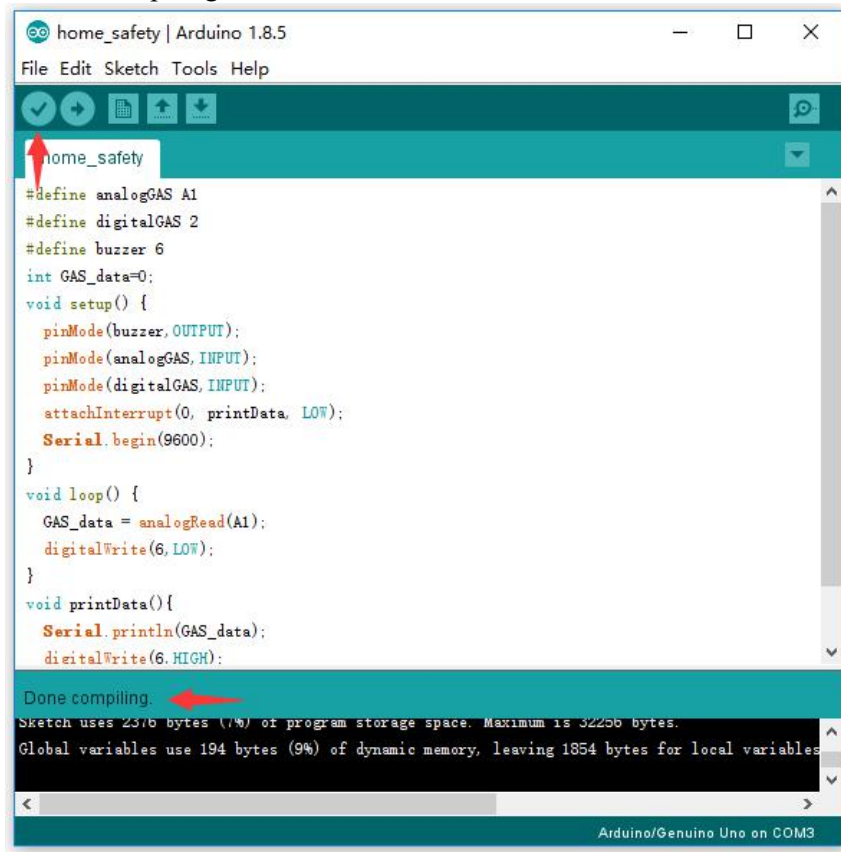 home_safety | Arduino 1.8.5
File Edit Sketch Tools Help
home_safety
#define analogGAS A1
#define digitalGAS 2
#define buzzer 6
int GAS_data=0;
void setup() {
pinMode(buzzer,OUTPUT);
pinMode(analogGAS,INPUT);
pinMode(digitalGAS,INPUT);
attachInterrupt(0, printData, LOW);
Serial.begin(9600);
}
void loop() {
GAS_data = analogRead(A1);
digitalWrite(6,LOW);
}
void printData(){
Serial.println(GAS_data);
digitalWrite(6,HIGH);
Done compiling.
Sketch uses 2376 bytes (7%) of program storage space. Maximum is 32256 bytes.
Global variables use 194 bytes (9%) of dynamic memory, leaving 1854 bytes for local variables
Arduino/Genuino Uno on COM3